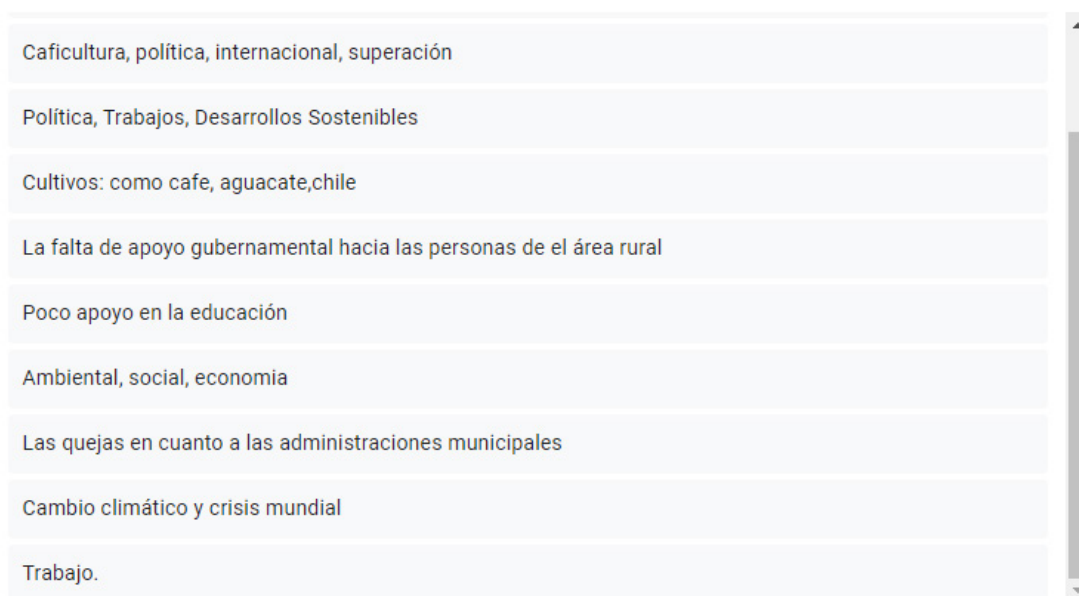 Caficultura, política, internacional, superación
Política, Trabajos, Desarrollos Sostenibles
Cultivos: como cafe, aguacate,chile
La falta de apoyo gubernamental hacia las personas de el área rural
Poco apoyo en la educación
Ambiental, social, economia
Las quejas en cuanto a las administraciones municipales
Cambio climático y crisis mundial
Trabajo.